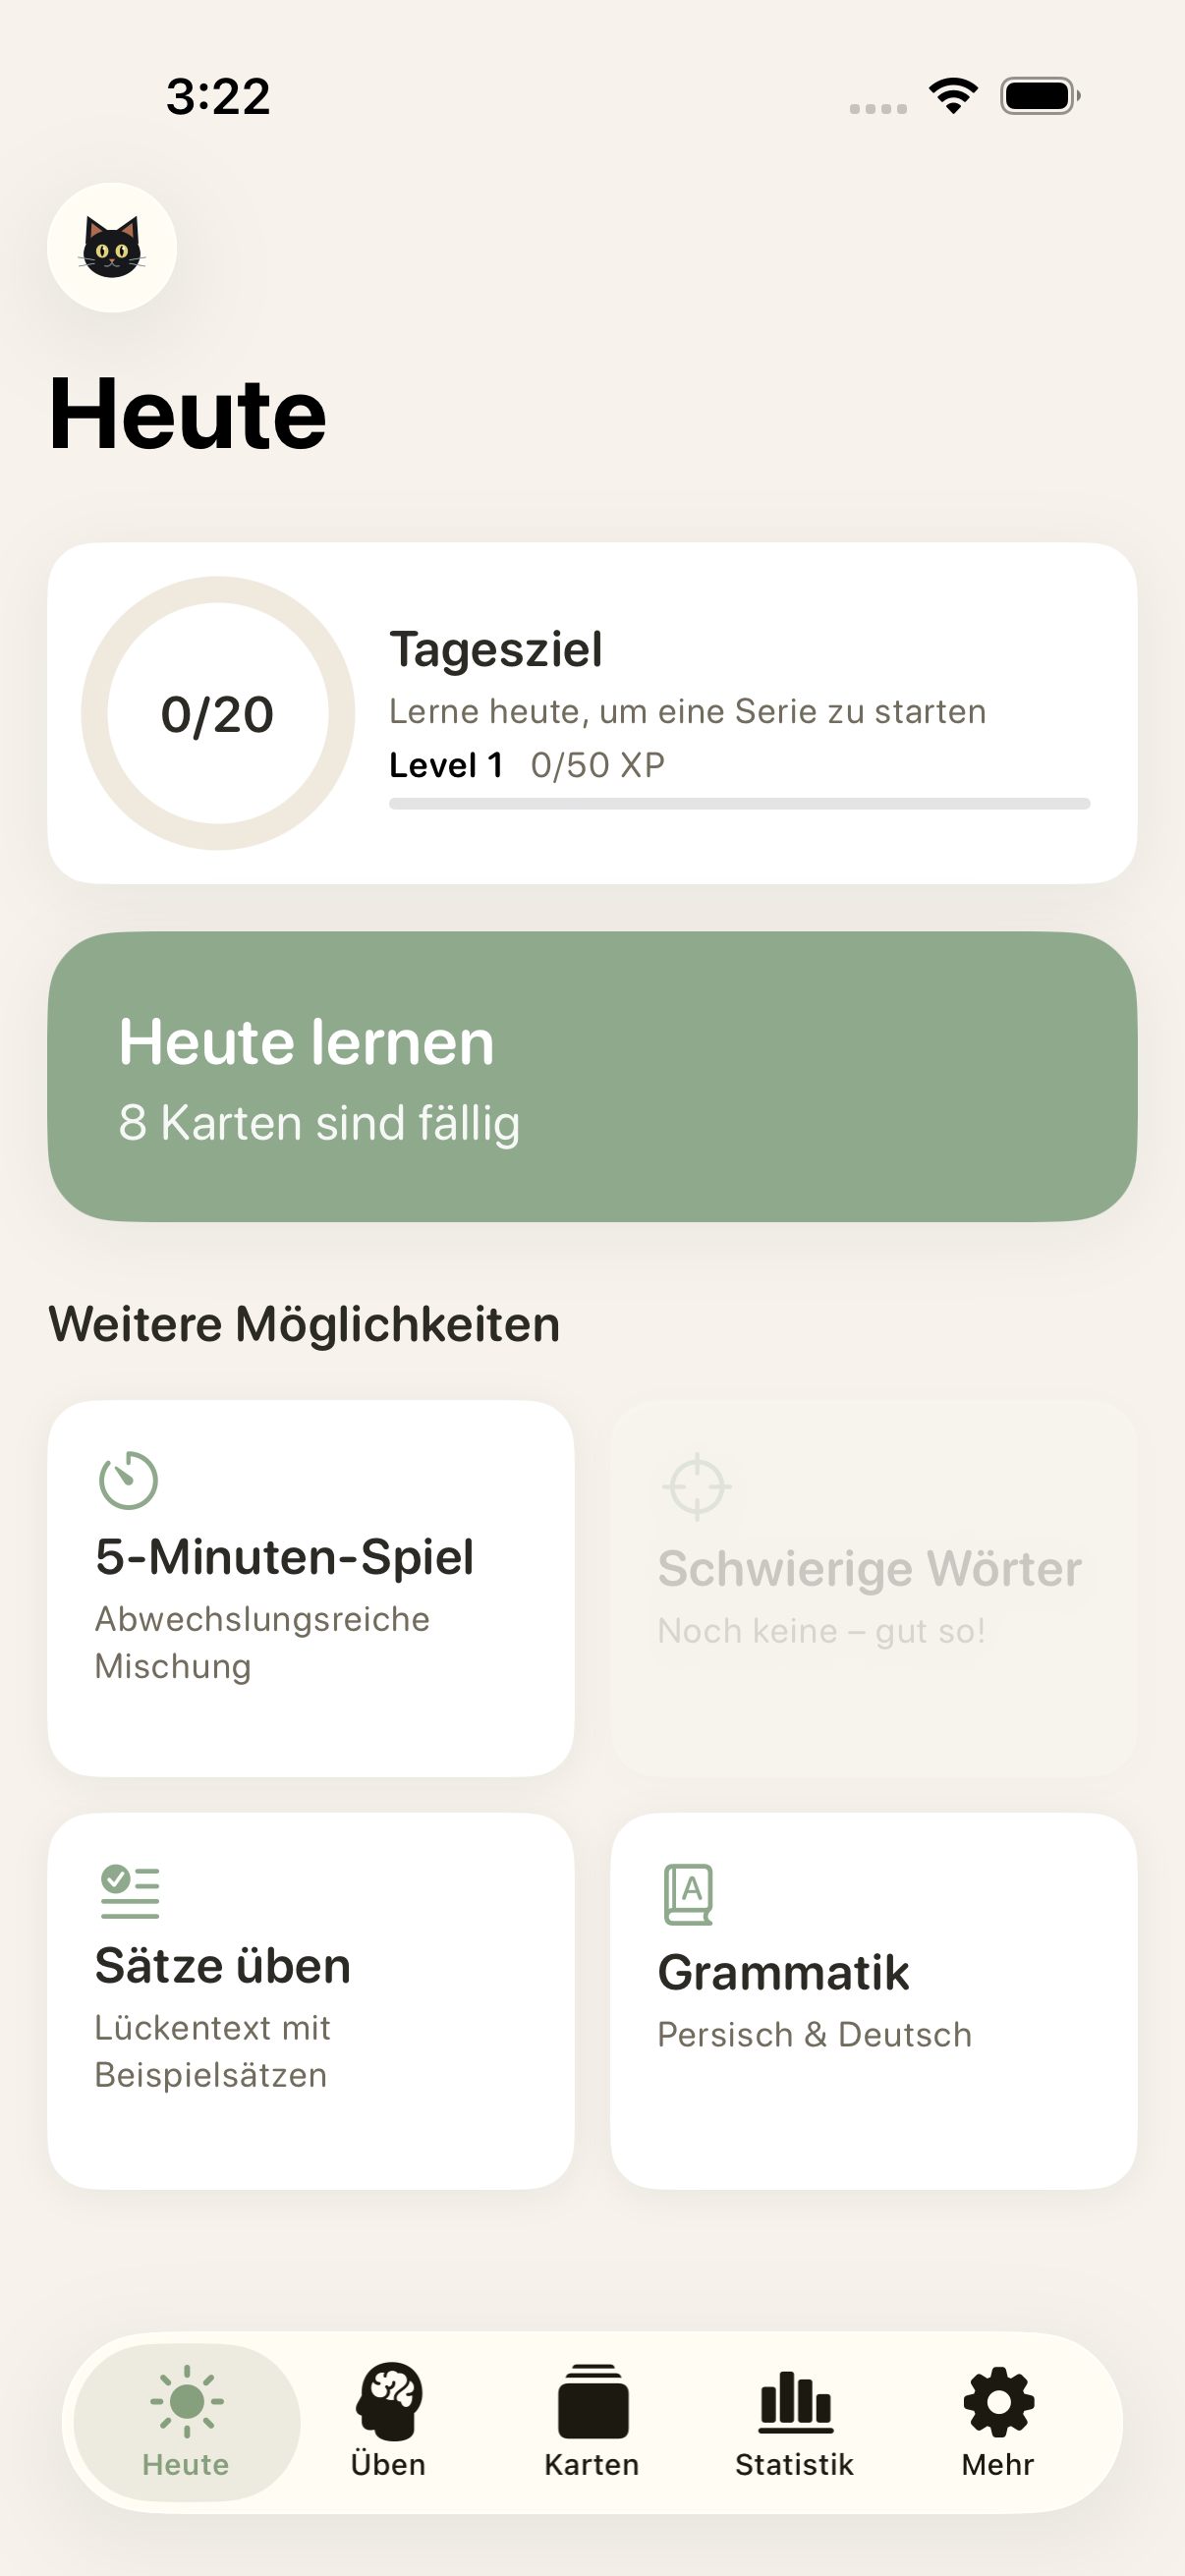 3:22
Heute
0/20
Tagesziel
Lerne heute, um eine Serie zu starten
Level 1 0/50 XP
Heute lernen
8 Karten sind fällig
Weitere Möglichkeiten
5-Minuten-Spiel
Abwechslungsreiche
Mischung
Schwierige Wörter
Noch keine – gut so!
Sätze üben
Lückentext mit
Beispielsätzen
A
Grammatik
Persisch & Deutsch
Heute
Üben
Karten
Statistik
Mehr